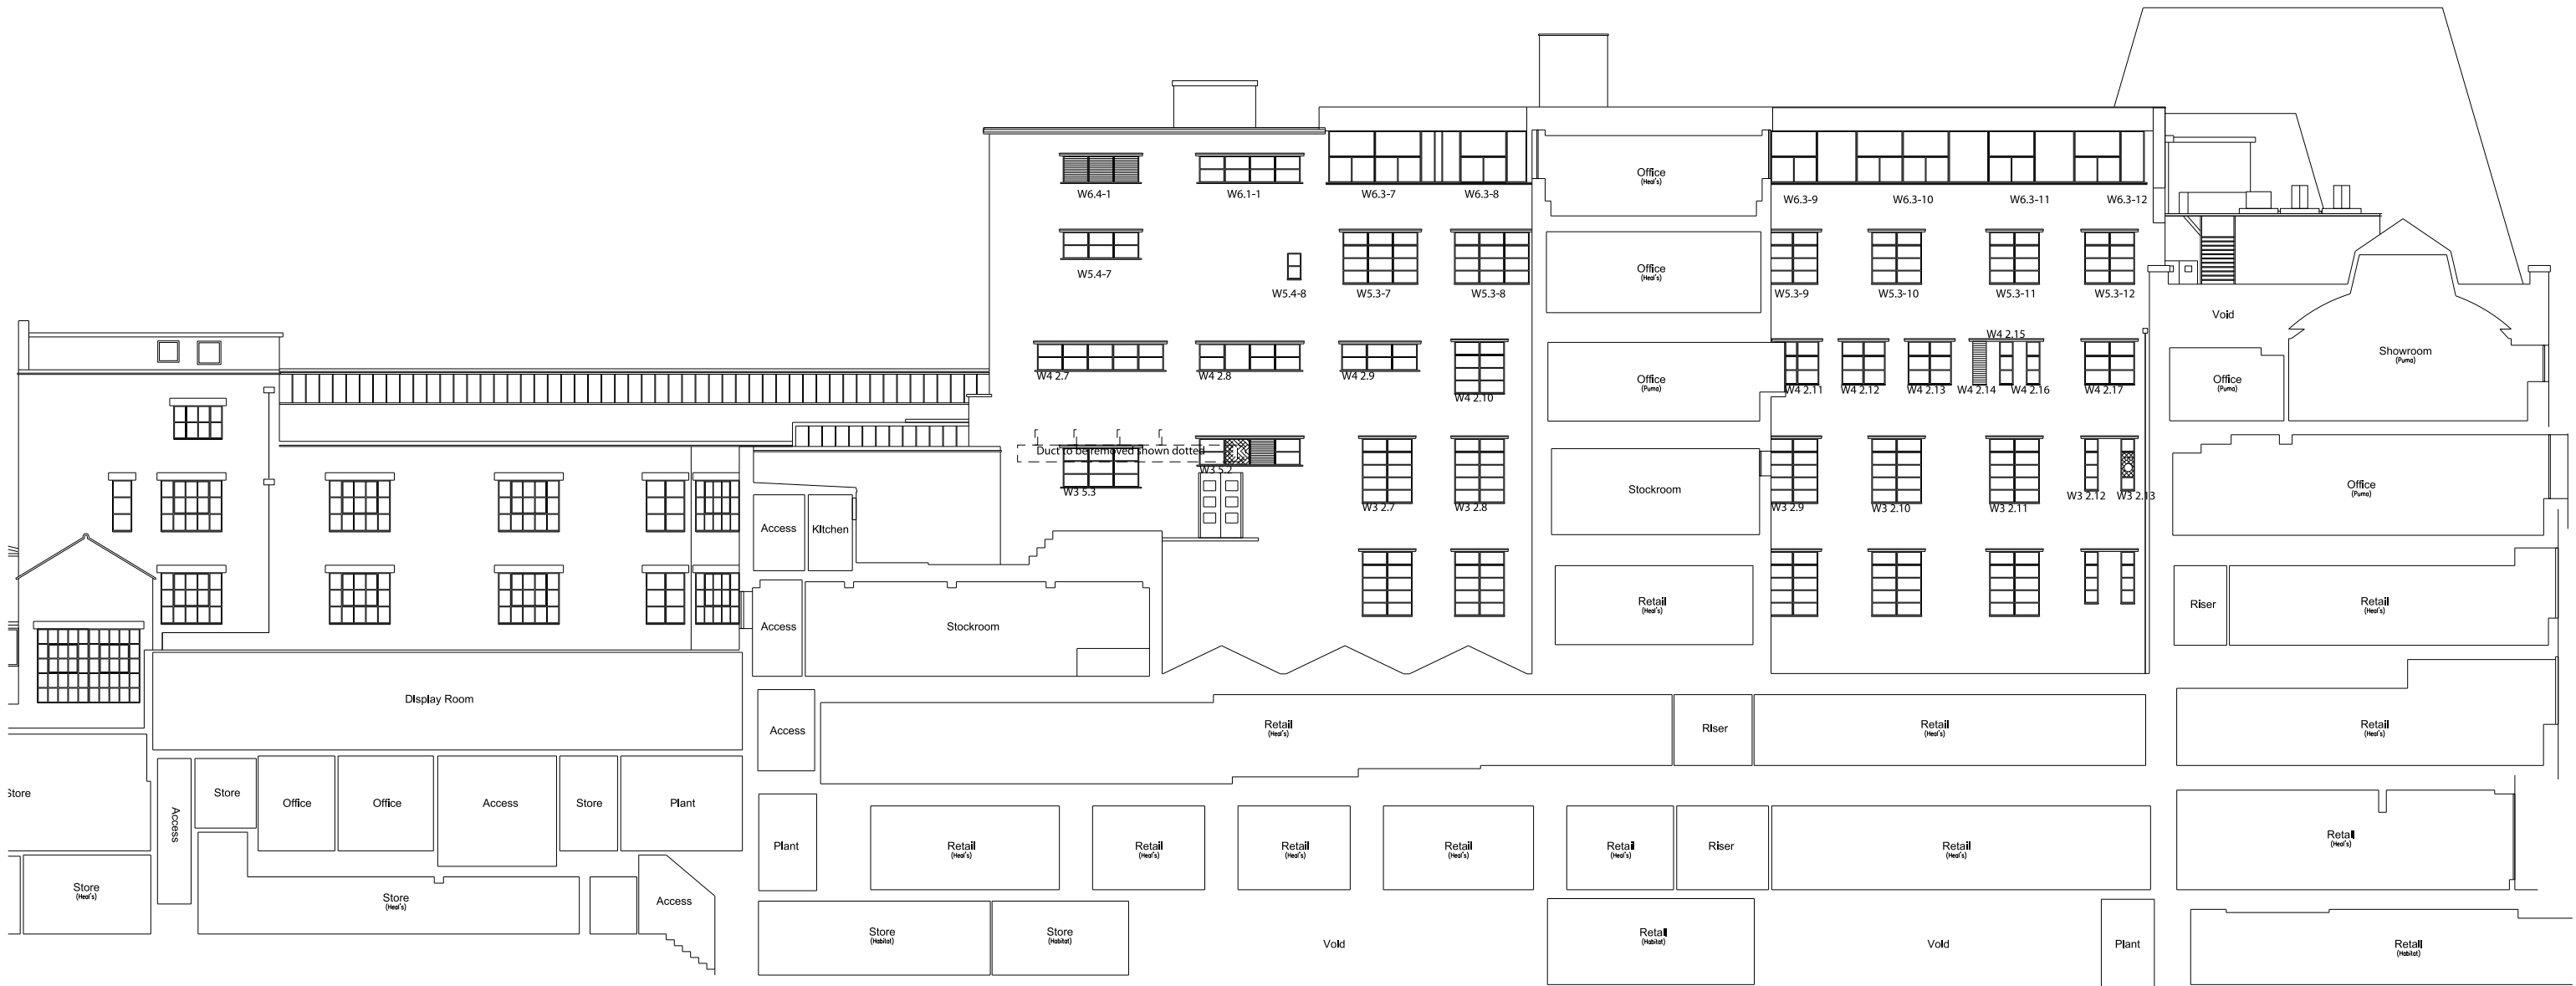 W6.4-1
W6.1-1
W6.3-7
W6.3-8
Office
(Heal's)
W6.3-9
W6.3-10
W6.3-11
W6.3-12
W5.4-7
W5.4-8
W5.3-7
W5.3-8
Office
(Heal's)
W5.3-9
W5.3-10
W5.3-11
W5.3-12
Void
W4 2.7
W4 2.8
W4 2.9
W4 2.10
Office
(Puma)
W4 2.11
W4 2.12
W4 2.13
W4 2.14
W4 2.15
W4 2.16
W4 2.17
Office
(Puma)
Showroom
(Puma)
Duct to be removed shown dotted
W3 5.3
W3 5.2
W3 2.7
W3 2.8
Stockroom
W3 2.9
W3 2.10
W3 2.11
W3 2.12
W3 2.13
Office
(Puma)
Access
Kitchen
Access
Stockroom
Retail
(Heal's)
Riser
Retail
(Heal's)
Display Room
Access
Retail
(Heal's)
Riser
Retail
(Heal's)
Retail
(Heal's)
Store
Access
Store
Office
Office
Access
Store
Plant
Plant
Retail
(Heal's)
Retail
(Heal's)
Retail
(Heal's)
Retail
(Heal's)
Retail
(Heal's)
Riser
Retail
(Heal's)
Retail
(Heal's)
Store
(Heal's)
Store
(Heal's)
Access
Store
(Habitat)
Store
(Habitat)
Void
Retail
(Habitat)
Void
Plant
Retail
(Habitat)